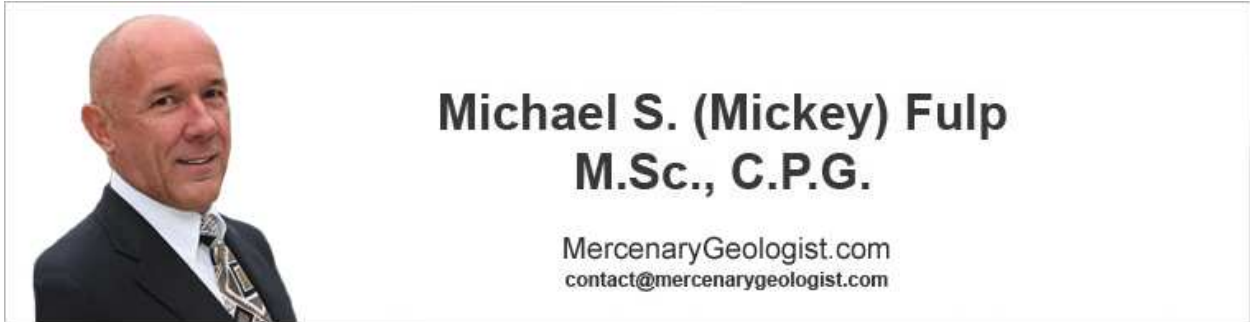 Michael S. (Mickey) Fulp
M.Sc., C.P.G.
MercenaryGeologist.com
contact@mercenarygeologist.com